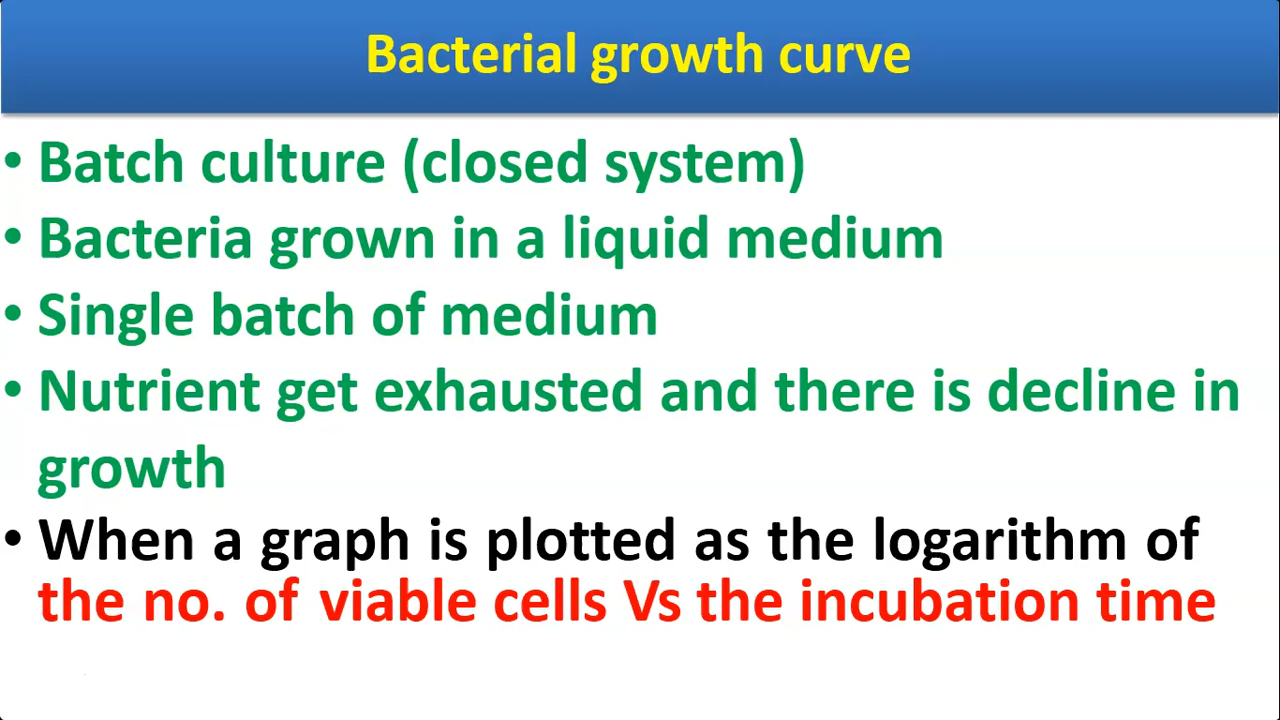 Bacterial growth curve
• Batch culture (closed system)
• Bacteria grown in a liquid medium
• Single batch of medium
• Nutrient get exhausted and there is decline in
growth
• When a graph is plotted as the logarithm of
the no. of viable cells Vs the incubation time